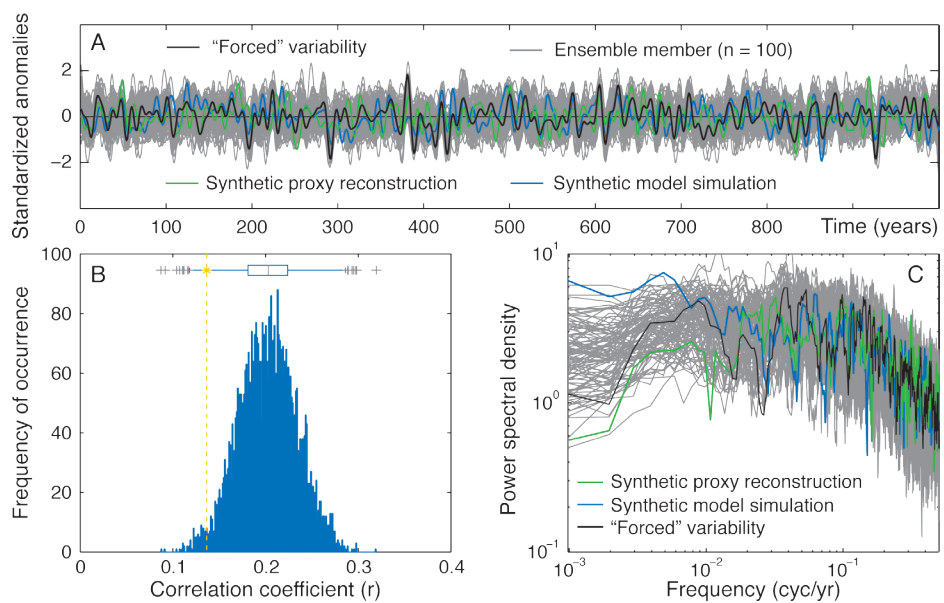 A
“Forced” variability
Ensemble member (n = 100)
Standardized anomalies
2
0
−2
Synthetic proxy reconstruction
Synthetic model simulation
0 100 200 300 400 500 600 700 800 Time (years)
B
Frequency of occurrence
100
80
60
40
20
0
0 0.1 0.2 0.3 0.4
Correlation coefficient (r)
C
Power spectral density
10^1
10^0
10^−1
Synthetic proxy reconstruction
Synthetic model simulation
“Forced” variability
10^−3 10^−2 10^−1
Frequency (cyc/yr)